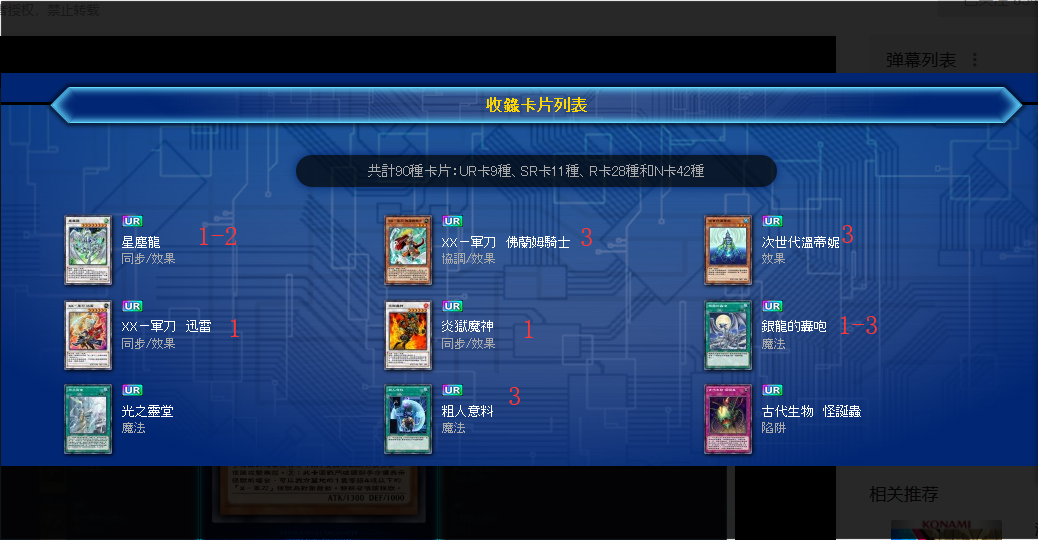 授权，禁止转载
弹幕列表
收錄卡片列表
共計90種卡片:UR卡9種、SR卡11種、R卡28種和N卡42種
UR
星塵龍 1-2
同步/效果
UR
XX－軍刀 佛蘭姆騎士 3
協調/效果
UR
次世代溫帝妮 3
效果
UR
XX－軍刀 迅雷 1
同步/效果
UR
炎獄魔神 1
同步/效果
UR
銀龍的轟咆 1-3
魔法
UR
光之靈堂
魔法
UR
粗人意料 3
魔法
UR
古代生物 怪誕蟲
陷阱
ATK/1300 DEF/1000
相关推荐
KONAMI